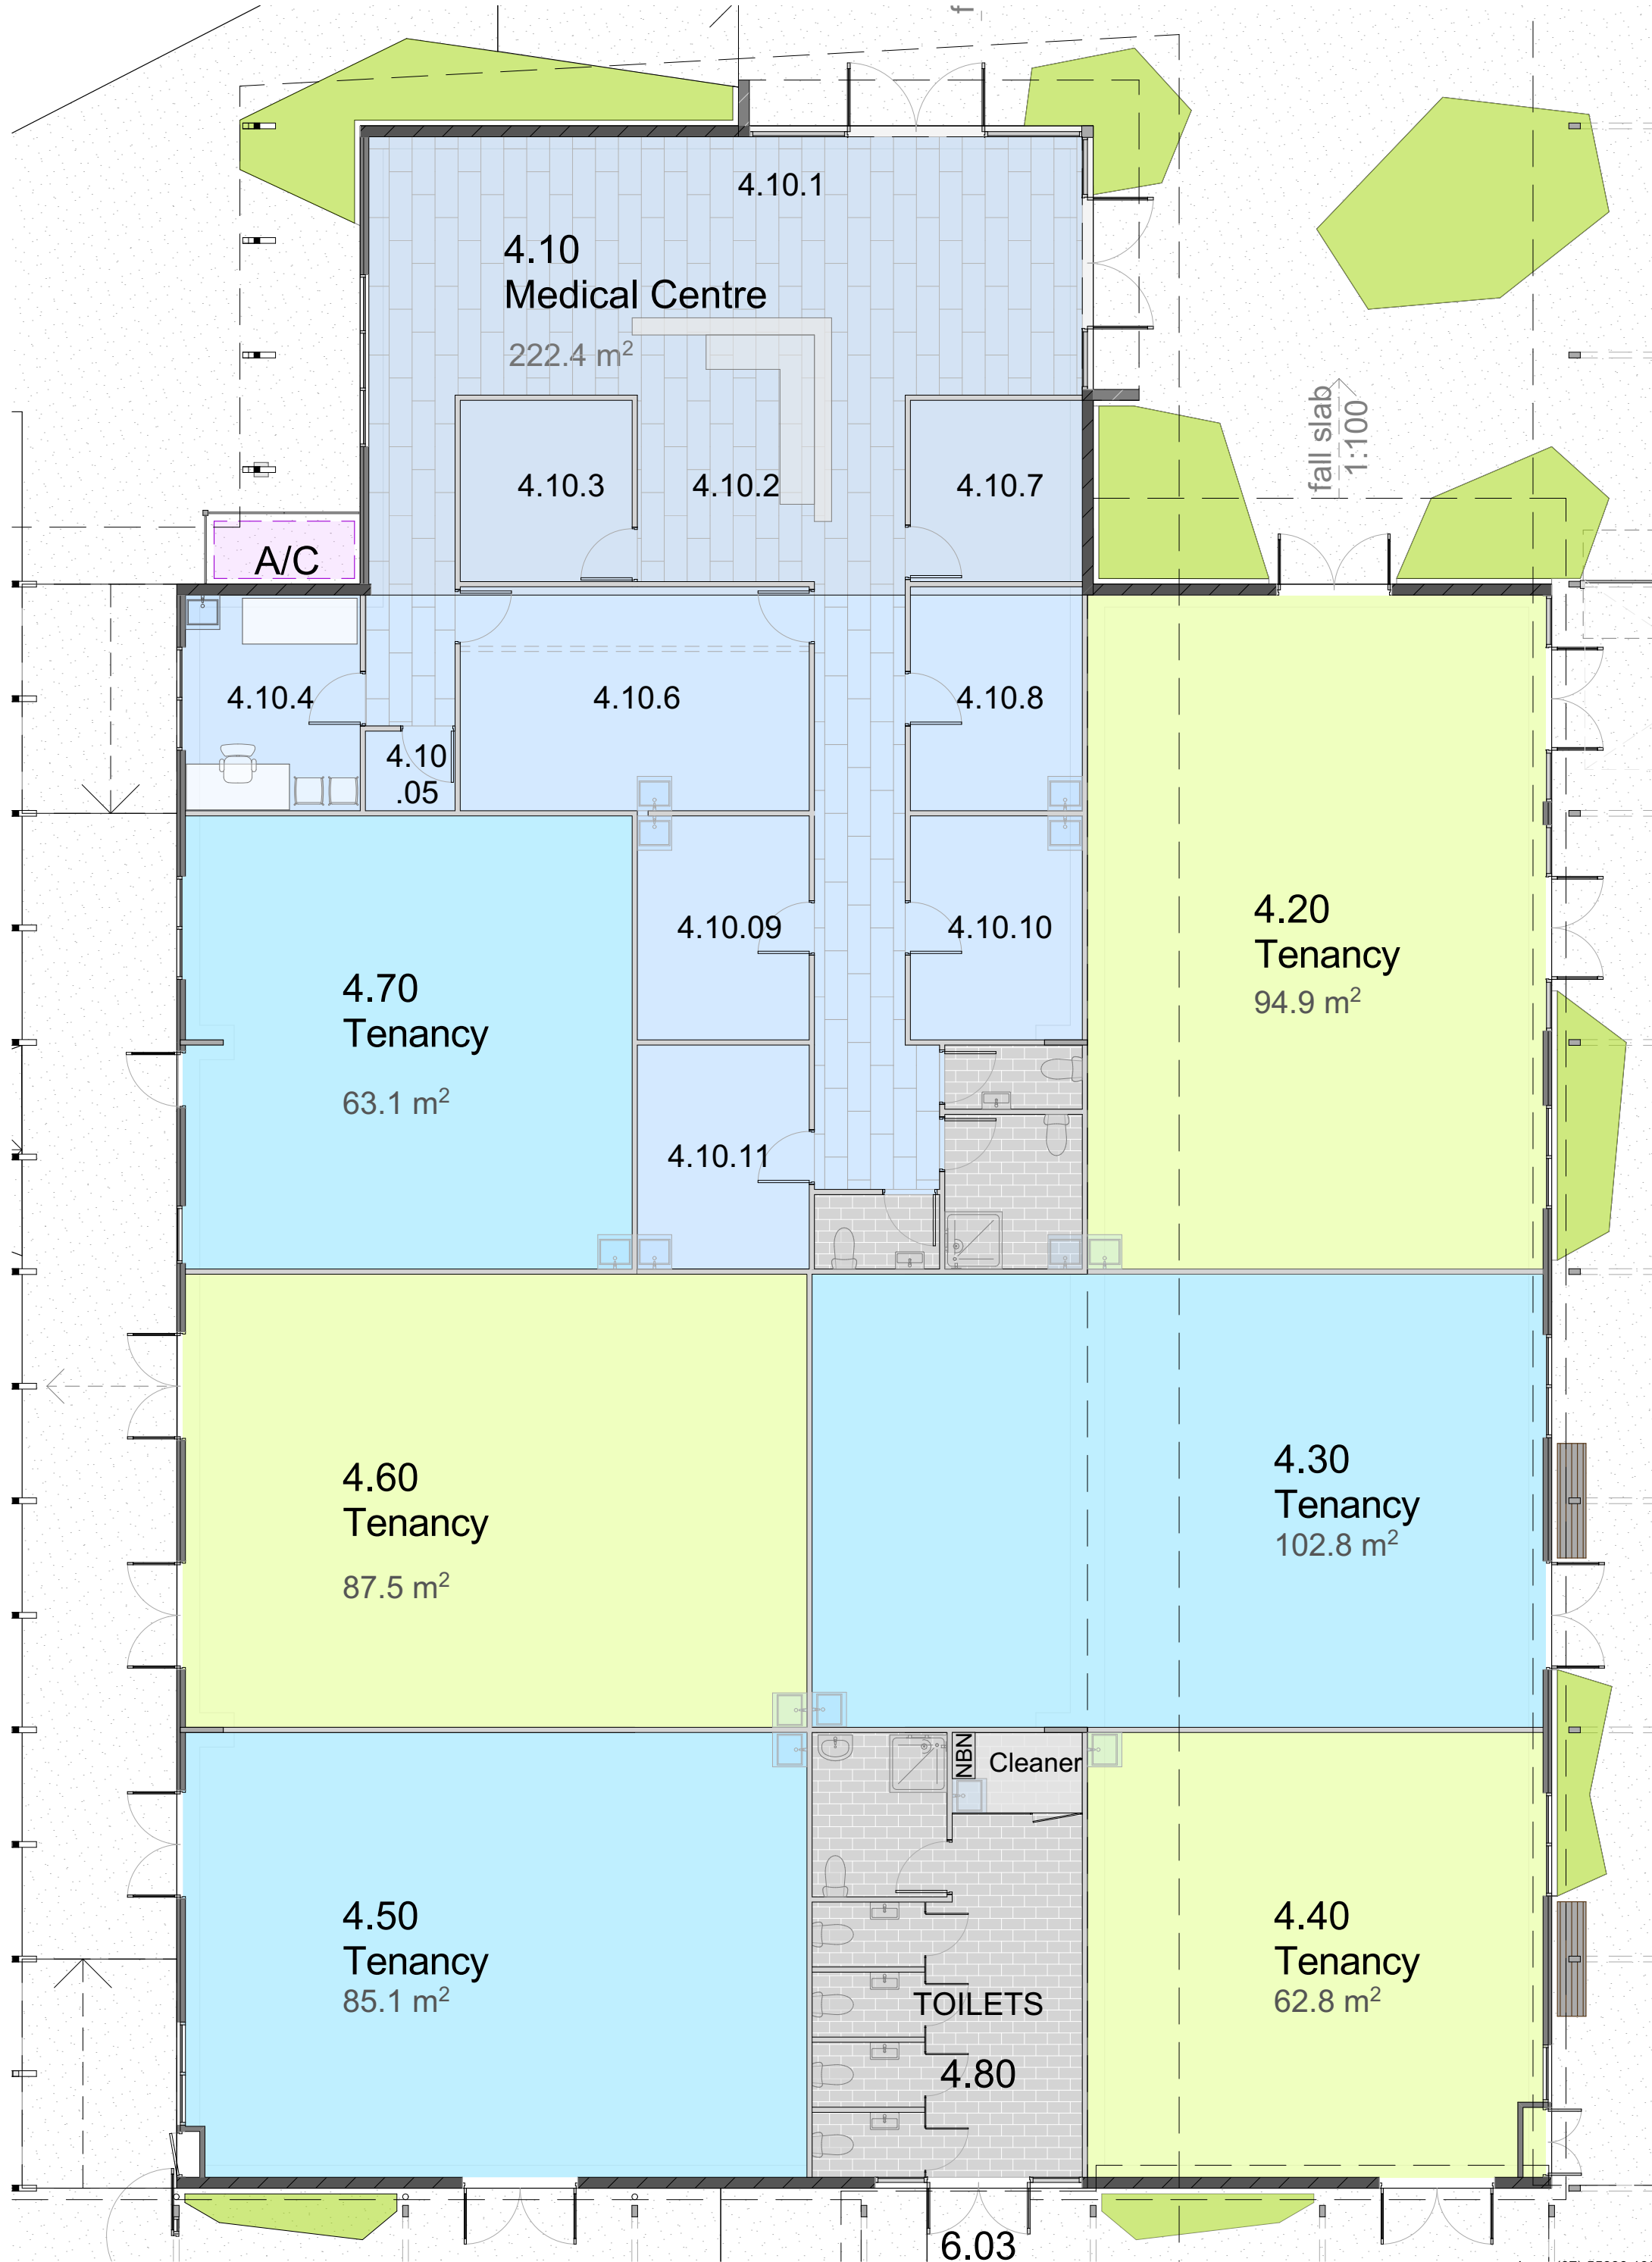 4.10.1
4.10
Medical Centre
222.4 m²
fall slab
1:100
4.10.3
4.10.2
4.10.7
A/C
4.10.4
4.10.6
4.10.8
4.10
.05
4.20
Tenancy
94.9 m²
4.10.09
4.10.10
4.70
Tenancy
63.1 m²
4.10.11
4.60
Tenancy
87.5 m²
4.30
Tenancy
102.8 m²
NBN
Cleaner
4.50
Tenancy
85.1 m²
4.40
Tenancy
62.8 m²
TOILETS
4.80
6.03